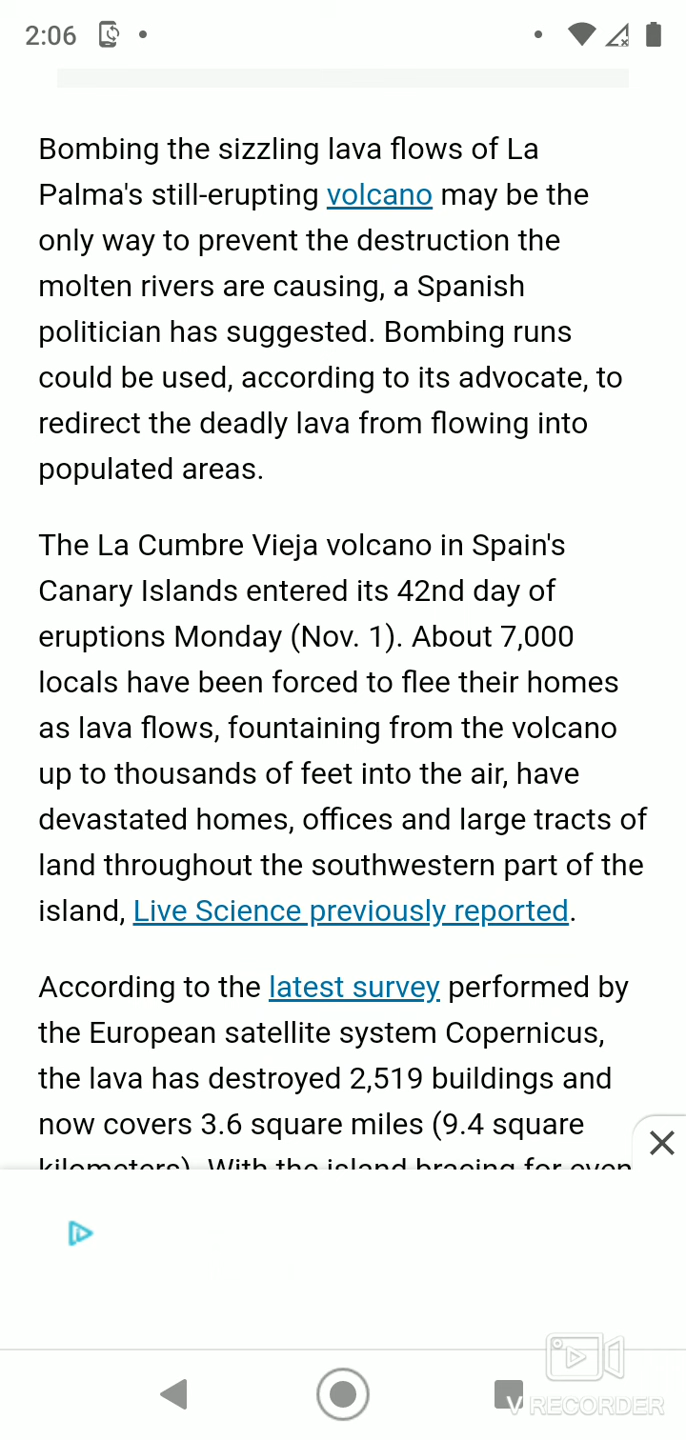 2:06
Bombing the sizzling lava flows of La
Palma's still-erupting volcano may be the
only way to prevent the destruction the
molten rivers are causing, a Spanish
politician has suggested. Bombing runs
could be used, according to its advocate, to
redirect the deadly lava from flowing into
populated areas.
The La Cumbre Vieja volcano in Spain's
Canary Islands entered its 42nd day of
eruptions Monday (Nov. 1). About 7,000
locals have been forced to flee their homes
as lava flows, fountaining from the volcano
up to thousands of feet into the air, have
devastated homes, offices and large tracts of
land throughout the southwestern part of the
island, Live Science previously reported.
According to the latest survey performed by
the European satellite system Copernicus,
the lava has destroyed 2,519 buildings and
now covers 3.6 square miles (9.4 square
kilometers). With the island bracing for even
V RECORDER